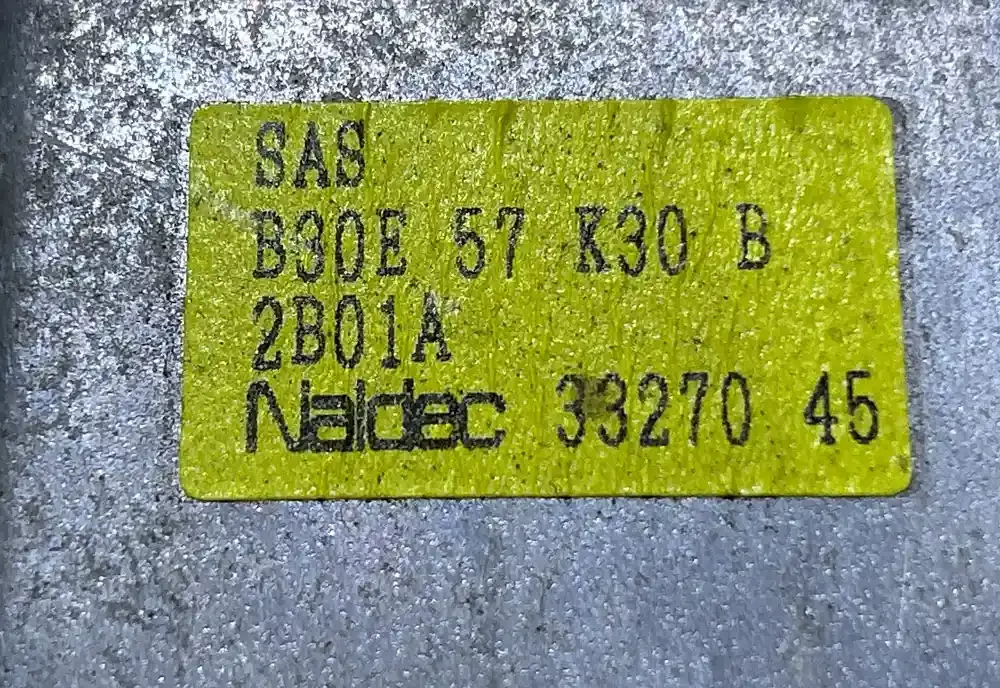 SAS
B30E 57 K30 B
2B01A
Naldec 33270 45